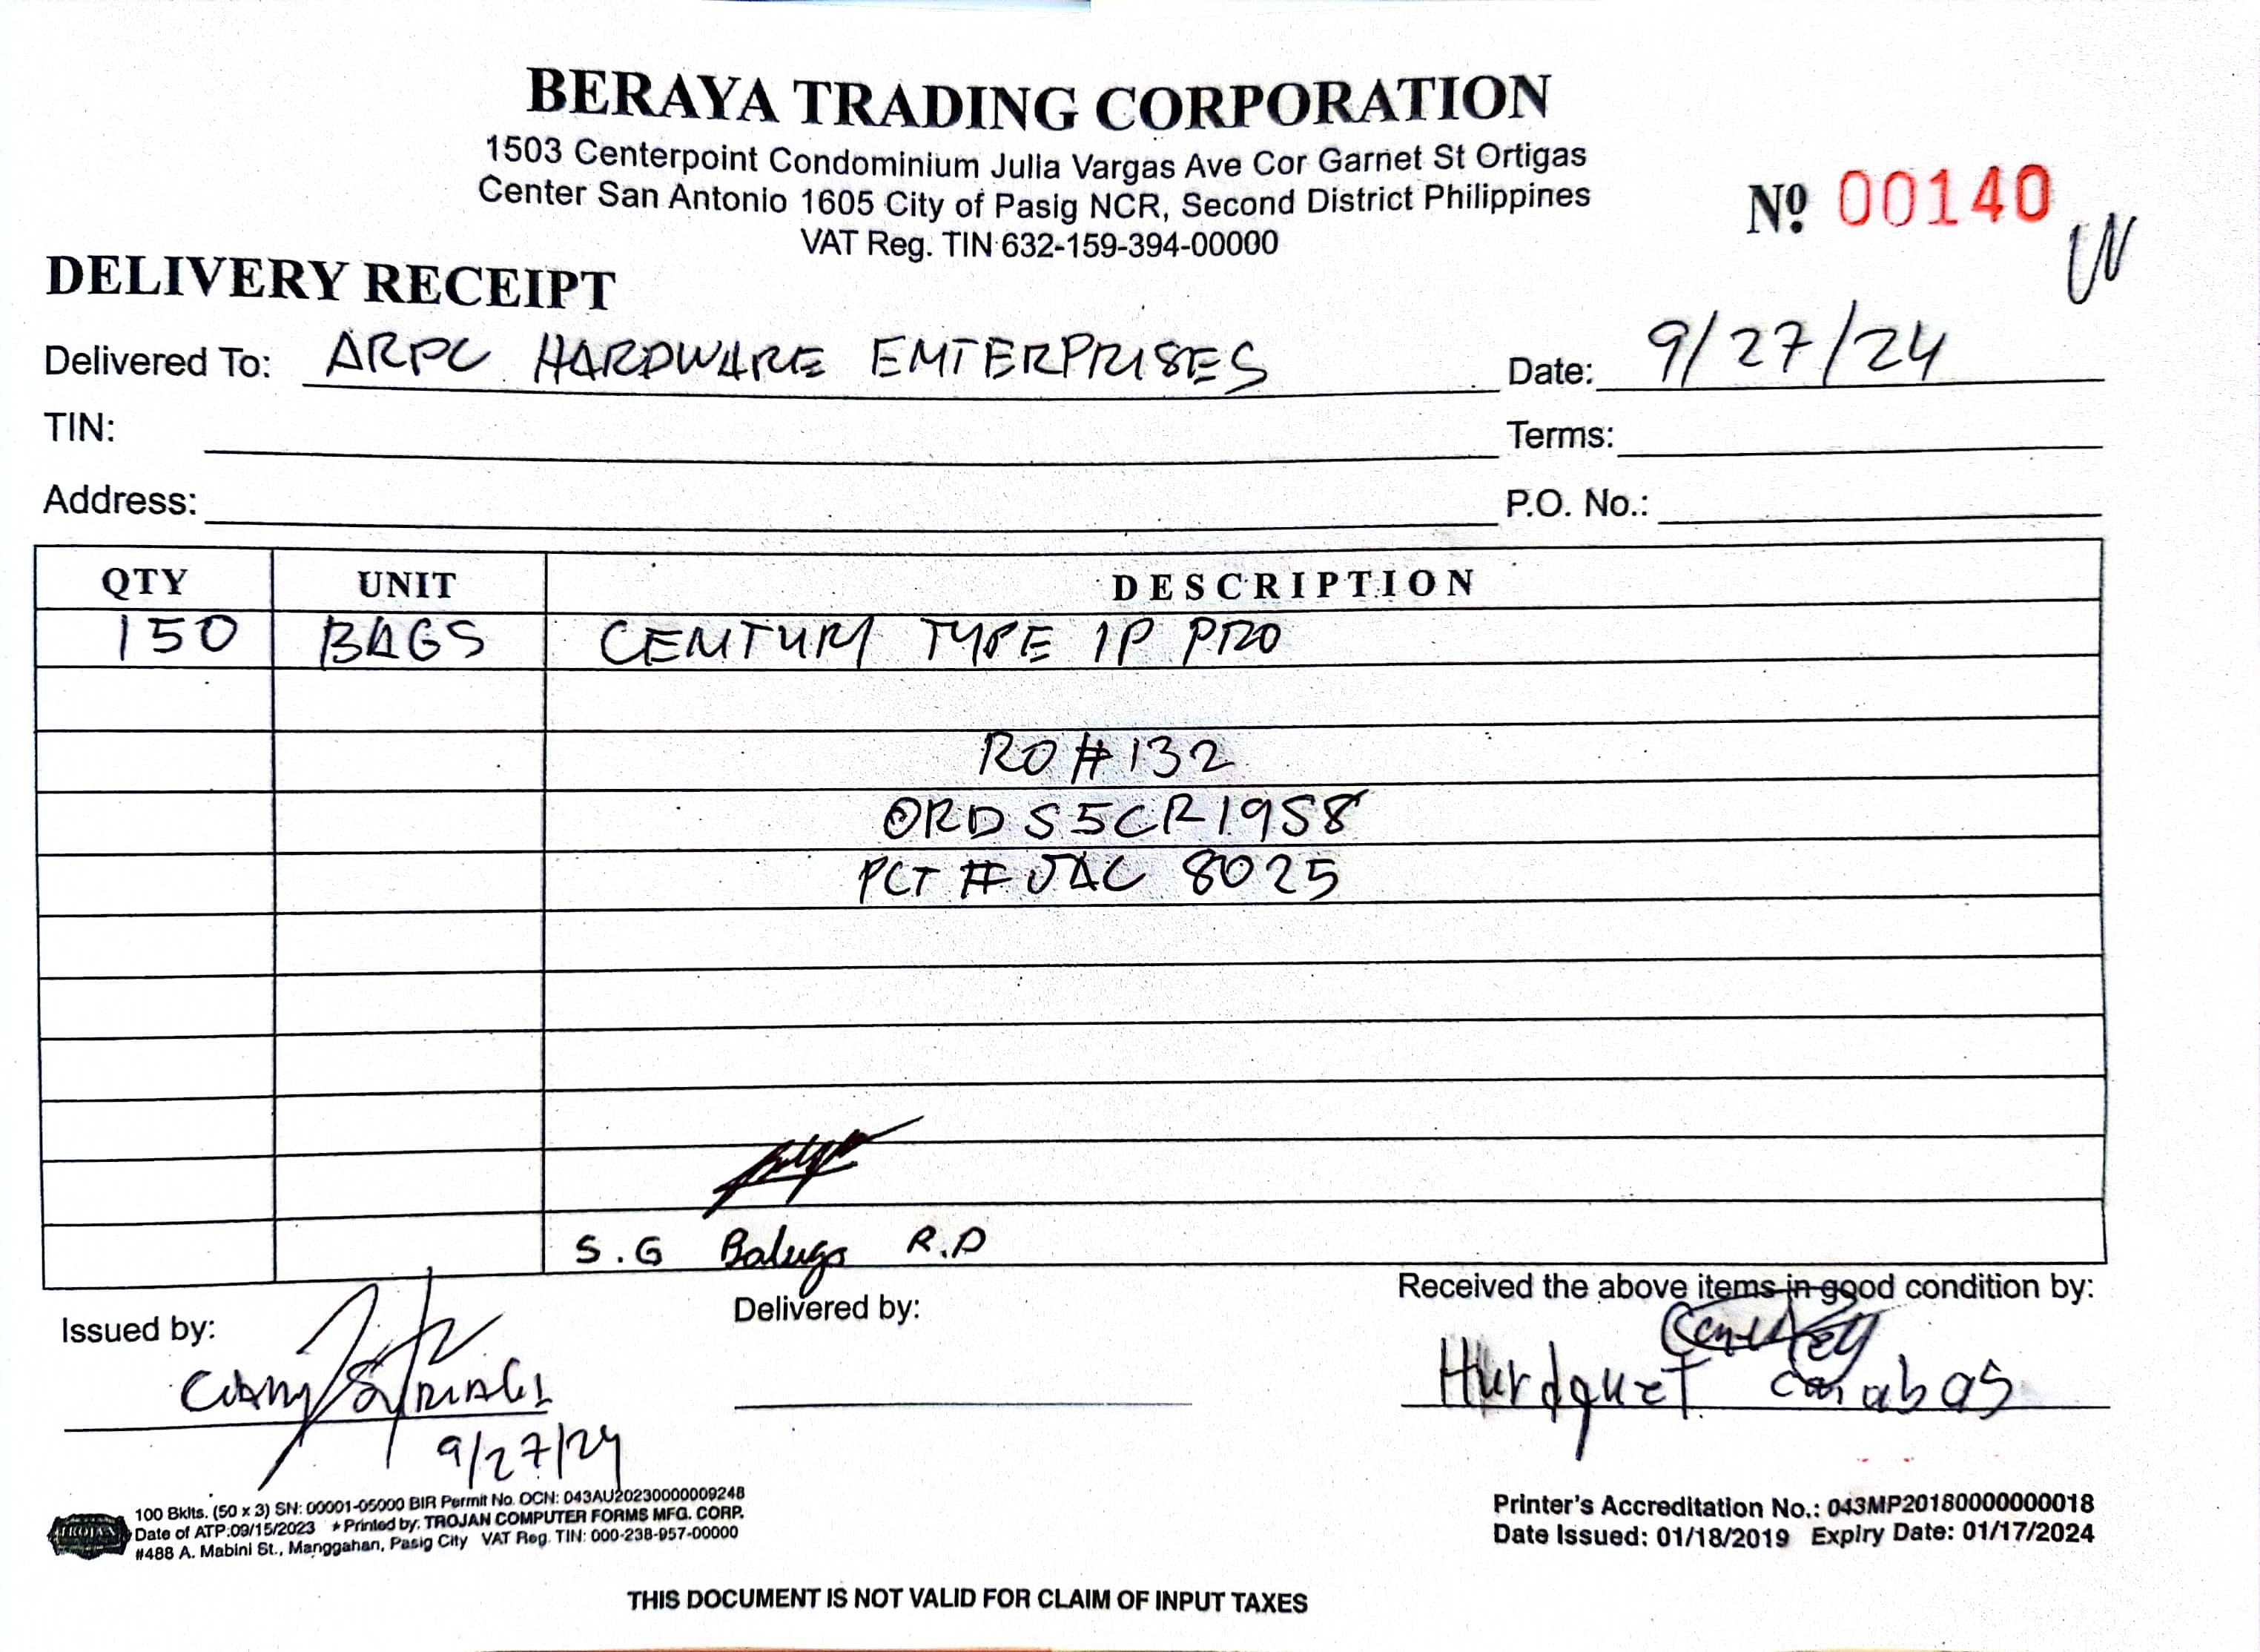 BERAYA TRADING CORPORATION
1503 Centerpoint Condominium Julia Vargas Ave Cor Garnet St Ortigas
Center San Antonio 1605 City of Pasig NCR, Second District Philippines
VAT Reg. TIN 632-159-394-00000
Nº 00140
DELIVERY RECEIPT
Delivered To: ARPC HARDWARE EMTERPRISES Date: 9/27/24
TIN: Terms:
Address: P.O. No.:
QTY UNIT DESCRIPTION
150 BAGS CEMTURY TYPE 1P PRO
RO # 132
ORD S5CR1958
PCT # JAC 8025
S.G Balugo R.D
Issued by: Delivered by: Received the above items in good condition by:
9/27/24
100 Bklts. (50 x 3) SN: 00001-05000 BIR Permit No. OCN: 043AU20230000009248
Date of ATP:09/15/2023 * Printed by: TROJAN COMPUTER FORMS MFG. CORP.
#488 A. Mabini St., Manggahan, Pasig City VAT Reg. TIN: 000-238-957-00000
TROJAN
Printer's Accreditation No.: 043MP20180000000018
Date Issued: 01/18/2019 Expiry Date: 01/17/2024
THIS DOCUMENT IS NOT VALID FOR CLAIM OF INPUT TAXES